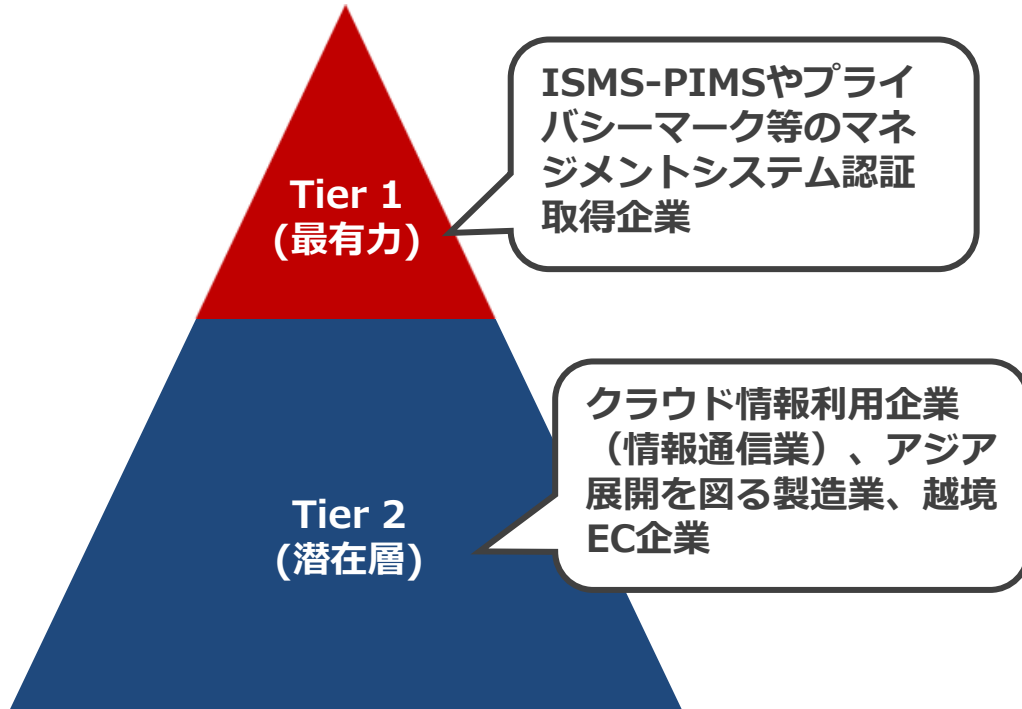 ISMS-PIMSやプライ
バシーマーク等のマネ
ジメントシステム認証
取得企業
Tier 1
(最有力)
クラウド情報利用企業
（情報通信業）、アジア
展開を図る製造業、越境
EC企業
Tier 2
(潜在層)